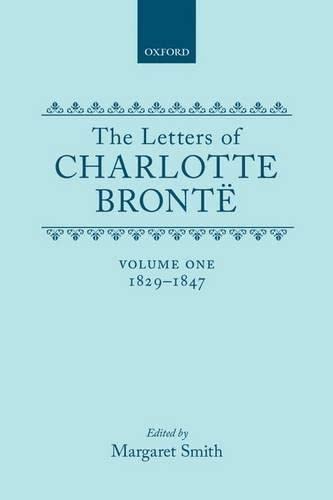 OXFORD
The Letters of
CHARLOTTE
BRONTË
VOLUME ONE
1829–1847
Edited by
Margaret Smith